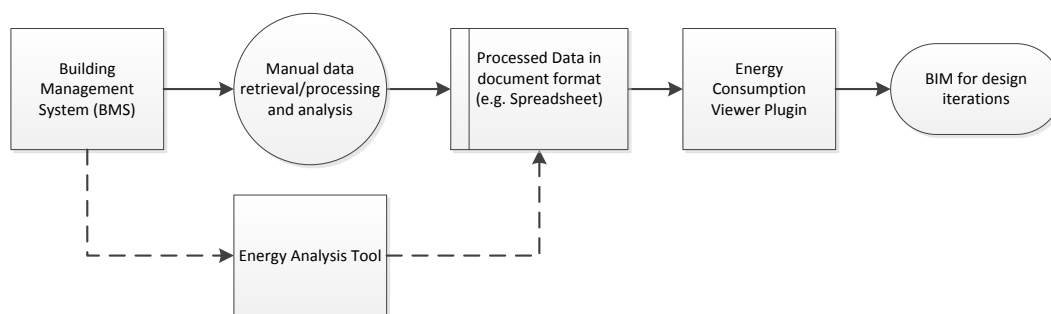 Building
Management
System (BMS)
Manual data
retrieval/processing
and analysis
Processed Data in
document format
(e.g. Spreadsheet)
Energy
Consumption
Viewer Plugin
BIM for design
iterations
Energy Analysis Tool